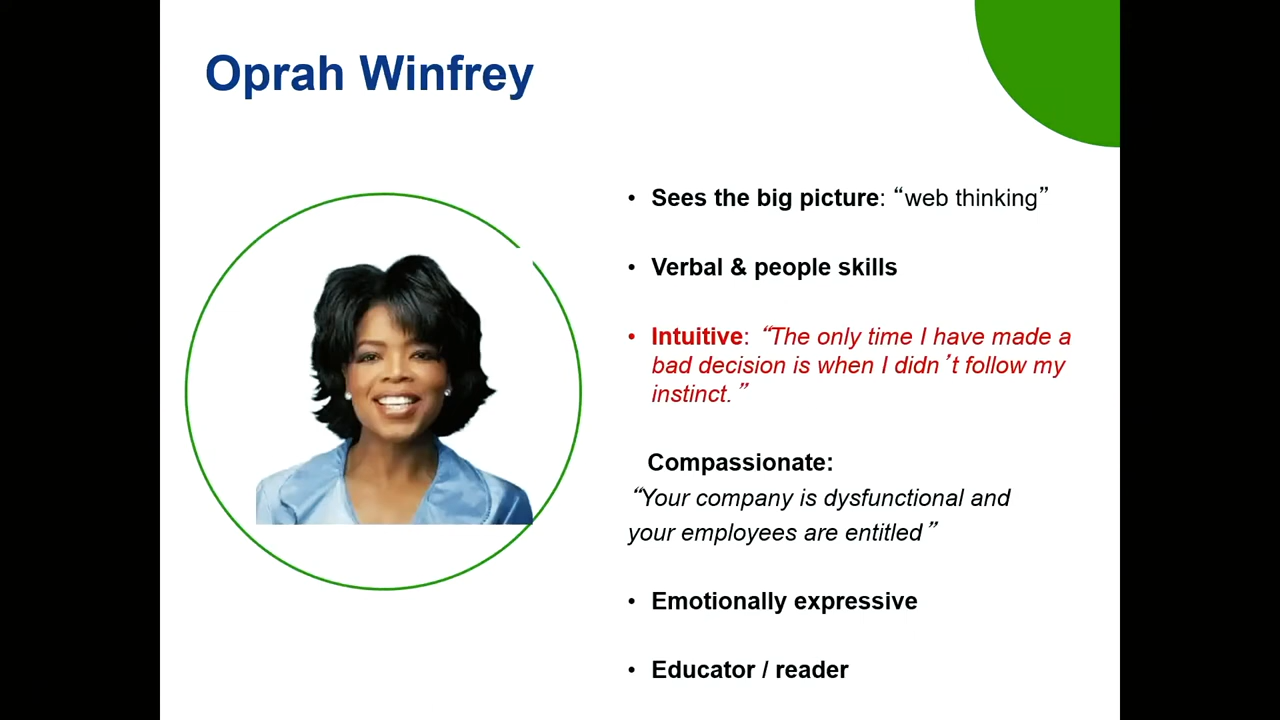 Oprah Winfrey
• Sees the big picture: “web thinking”
• Verbal & people skills
• Intuitive: “The only time I have made a
bad decision is when I didn’t follow my
instinct.”
Compassionate:
“Your company is dysfunctional and
your employees are entitled”
• Emotionally expressive
• Educator / reader